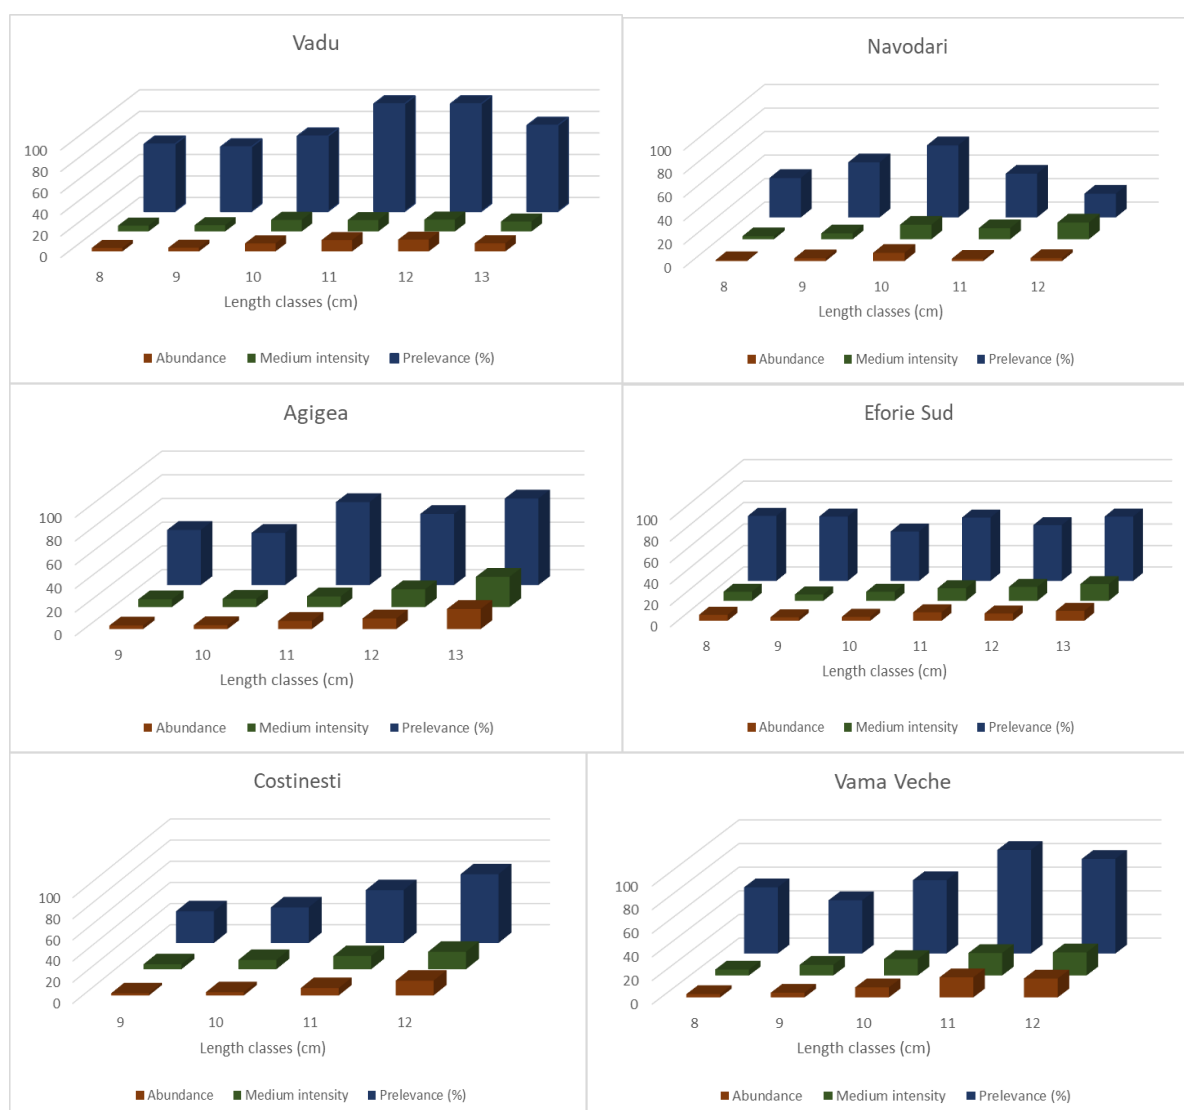 Vadu
100
80
60
40
20
0
8 9 10 11 12 13
Length classes (cm)
Abundance Medium intensity Prelevance (%)
Navodari
100
80
60
40
20
0
8 9 10 11 12
Length classes (cm)
Abundance Medium intensity Prelevance (%)
Agigea
100
80
60
40
20
0
9 10 11 12 13
Length classes (cm)
Abundance Medium intensity Prelevance (%)
Eforie Sud
100
80
60
40
20
0
8 9 10 11 12 13
Length classes (cm)
Abundance Medium intensity Prelevance (%)
Costinesti
100
80
60
40
20
0
9 10 11 12
Length classes (cm)
Abundance Medium intensity Prelevance (%)
Vama Veche
100
80
60
40
20
0
8 9 10 11 12
Length classes (cm)
Abundance Medium intensity Prelevance (%)